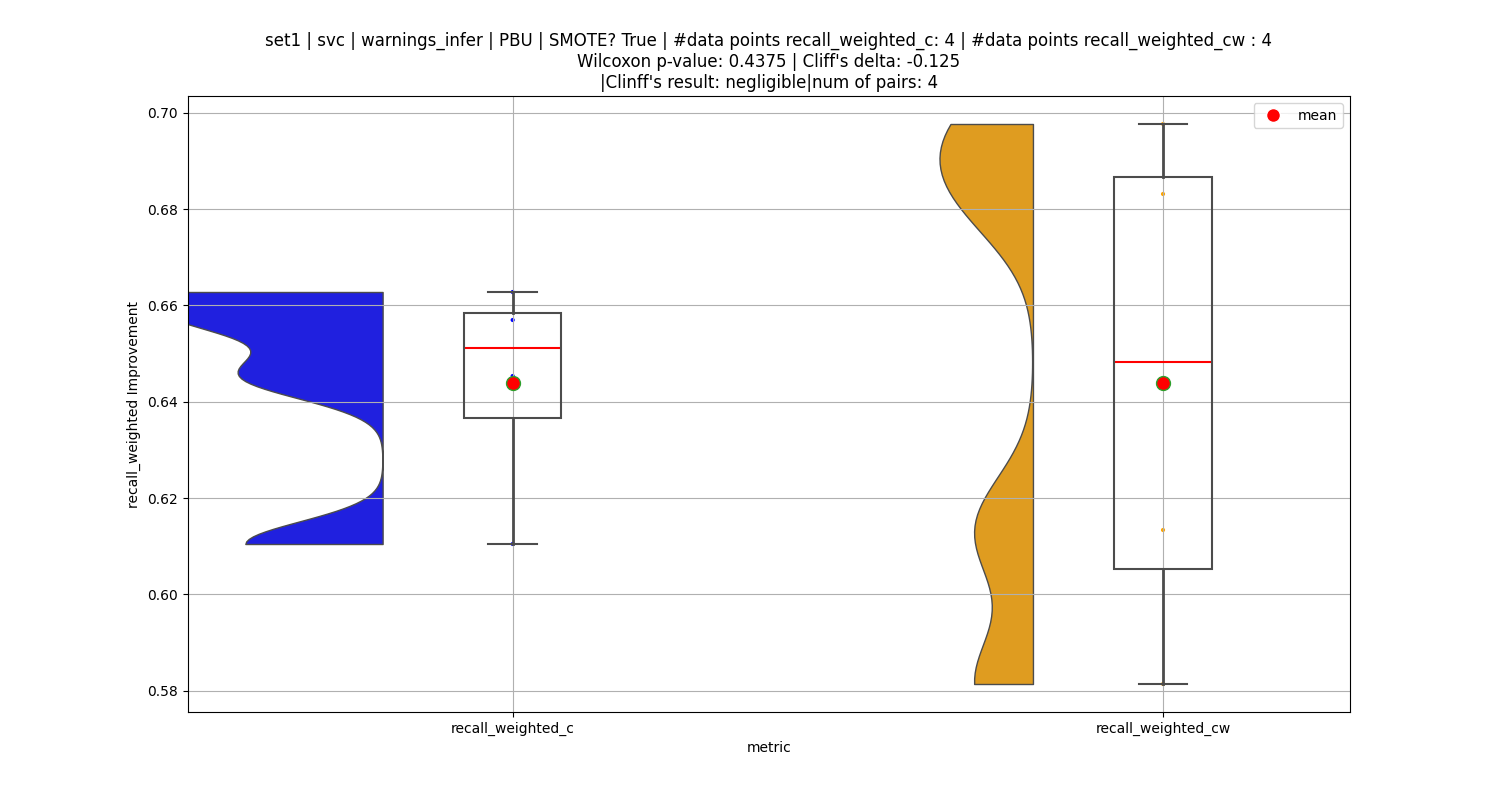 set1 | svc | warnings_infer | PBU | SMOTE? True | #data points recall_weighted_c: 4 | #data points recall_weighted_cw : 4
Wilcoxon p-value: 0.4375 | Cliff's delta: -0.125
|Clinff's result: negligible|num of pairs: 4
mean
0.70
0.68
0.66
0.64
0.62
0.60
0.58
recall_weighted Improvement
recall_weighted_c
recall_weighted_cw
metric